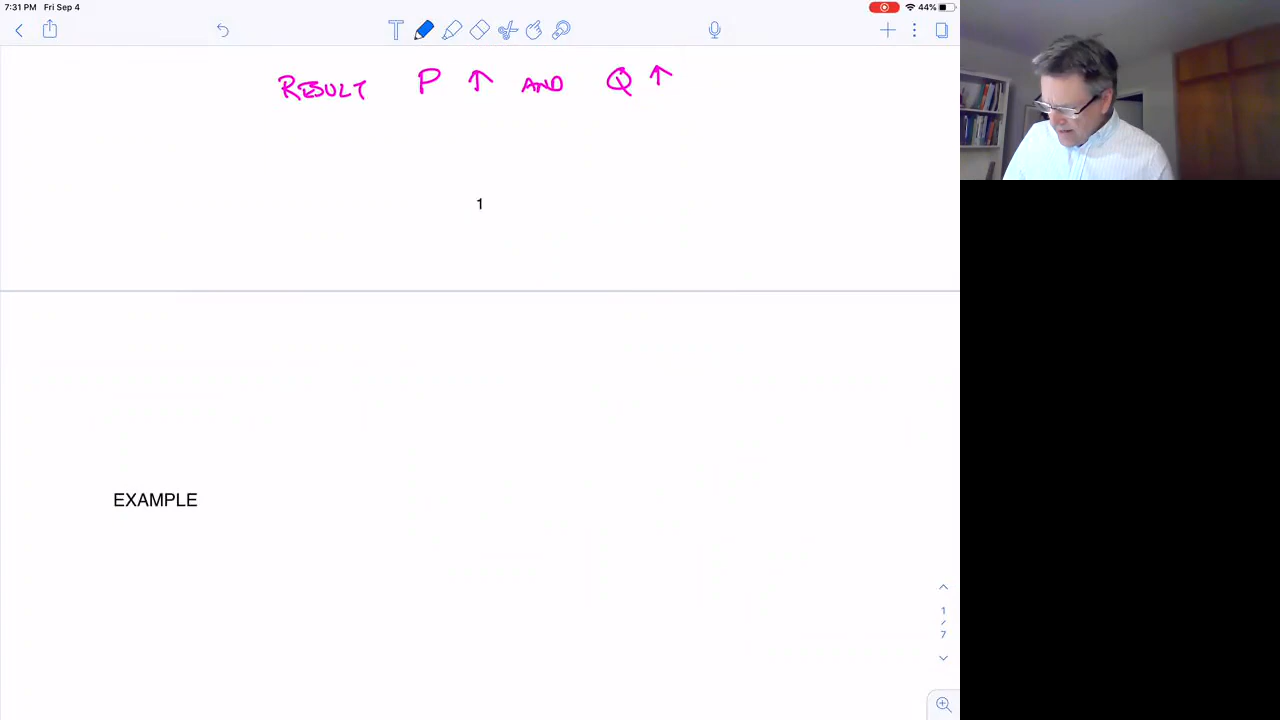 7:31 PM Fri Sep 4
44%
RESULT P ↑ AND Q ↑
1
EXAMPLE
1
/
7